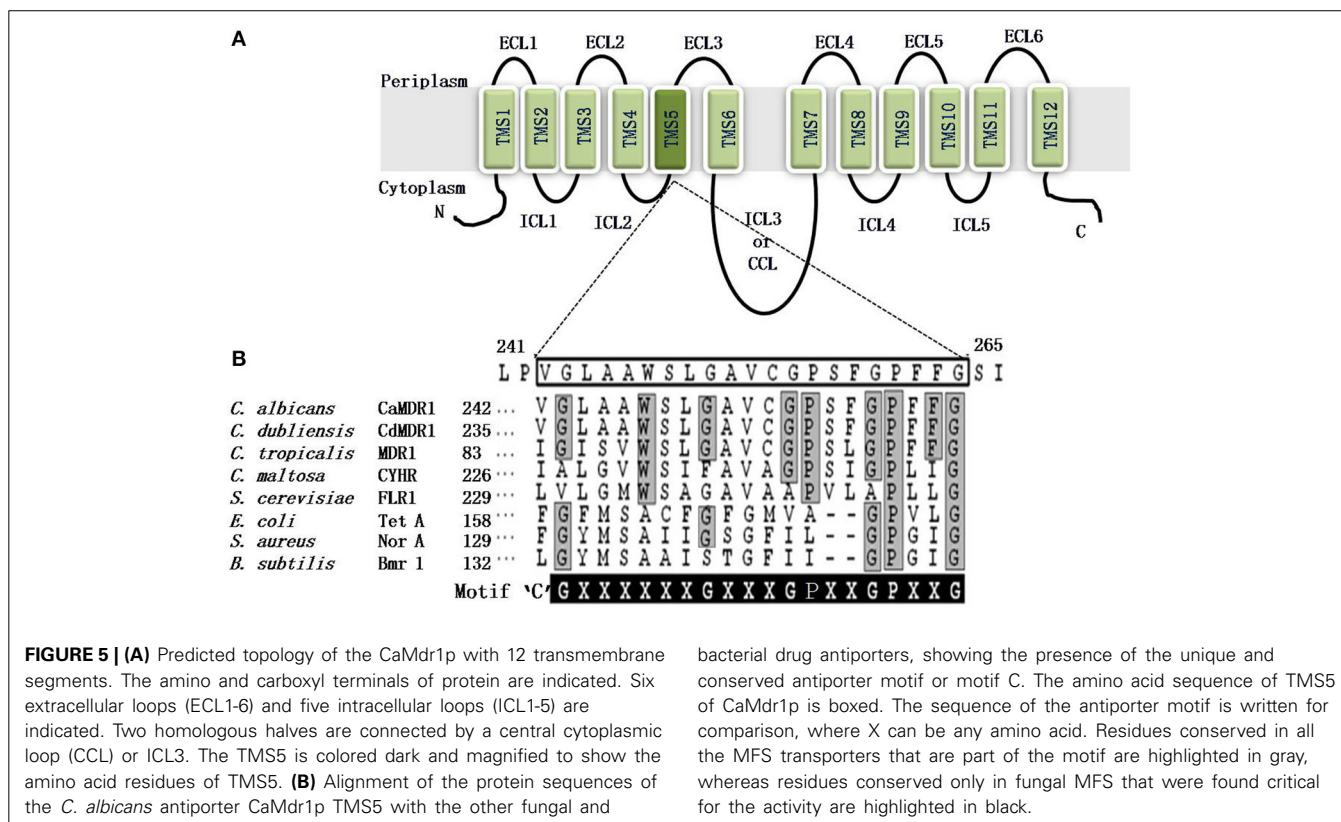 A
ECL1 ECL2 ECL3 ECL4 ECL5 ECL6
Periplasm
TMS1 TMS2 TMS3 TMS4 TMS5 TMS6 TMS7 TMS8 TMS9 TMS10 TMS11 TMS12
Cytoplasm
N
ICL1 ICL2 ICL3 or CCL ICL4 ICL5
C
B
241 265
L P V G L A A W S L G A V C G P S F G P F F G S I
C. albicans CaMDR1 242 ··· V G L A A W S L G A V C G P S F G P F F G
C. dubliensis CdMDR1 235 ··· V G L A A W S L G A V C G P S F G P F F G
C. tropicalis MDR1 83 ··· I G I S V W S L G A V C G P S L G P F F G
C. maltosa CYHR 226 ··· I A L G V W S I F A V A G P S I G P L I G
S. cerevisiae FLR1 229 ··· L V L G M W S A G A V A A P V L A P L L G
E. coli Tet A 158 ··· F G F M S A C F G F G M V A - - G P V L G
S. aureus Nor A 129 ··· F G Y M S A I I G S G F I L - - G P G I G
B. subtilis Bmr 1 132 ··· L G Y M S A A I S T G F I I - - G P G I G
Motif 'C' G X X X X X X G X X X G P X X G P X X G
FIGURE 5 | (A) Predicted topology of the CaMdr1p with 12 transmembrane
segments. The amino and carboxyl terminals of protein are indicated. Six
extracellular loops (ECL1-6) and five intracellular loops (ICL1-5) are
indicated. Two homologous halves are connected by a central cytoplasmic
loop (CCL) or ICL3. The TMS5 is colored dark and magnified to show the
amino acid residues of TMS5. (B) Alignment of the protein sequences of
the C. albicans antiporter CaMdr1p TMS5 with the other fungal and
bacterial drug antiporters, showing the presence of the unique and
conserved antiporter motif or motif C. The amino acid sequence of TMS5
of CaMdr1p is boxed. The sequence of the antiporter motif is written for
comparison, where X can be any amino acid. Residues conserved in all
the MFS transporters that are part of the motif are highlighted in gray,
whereas residues conserved only in fungal MFS that were found critical
for the activity are highlighted in black.